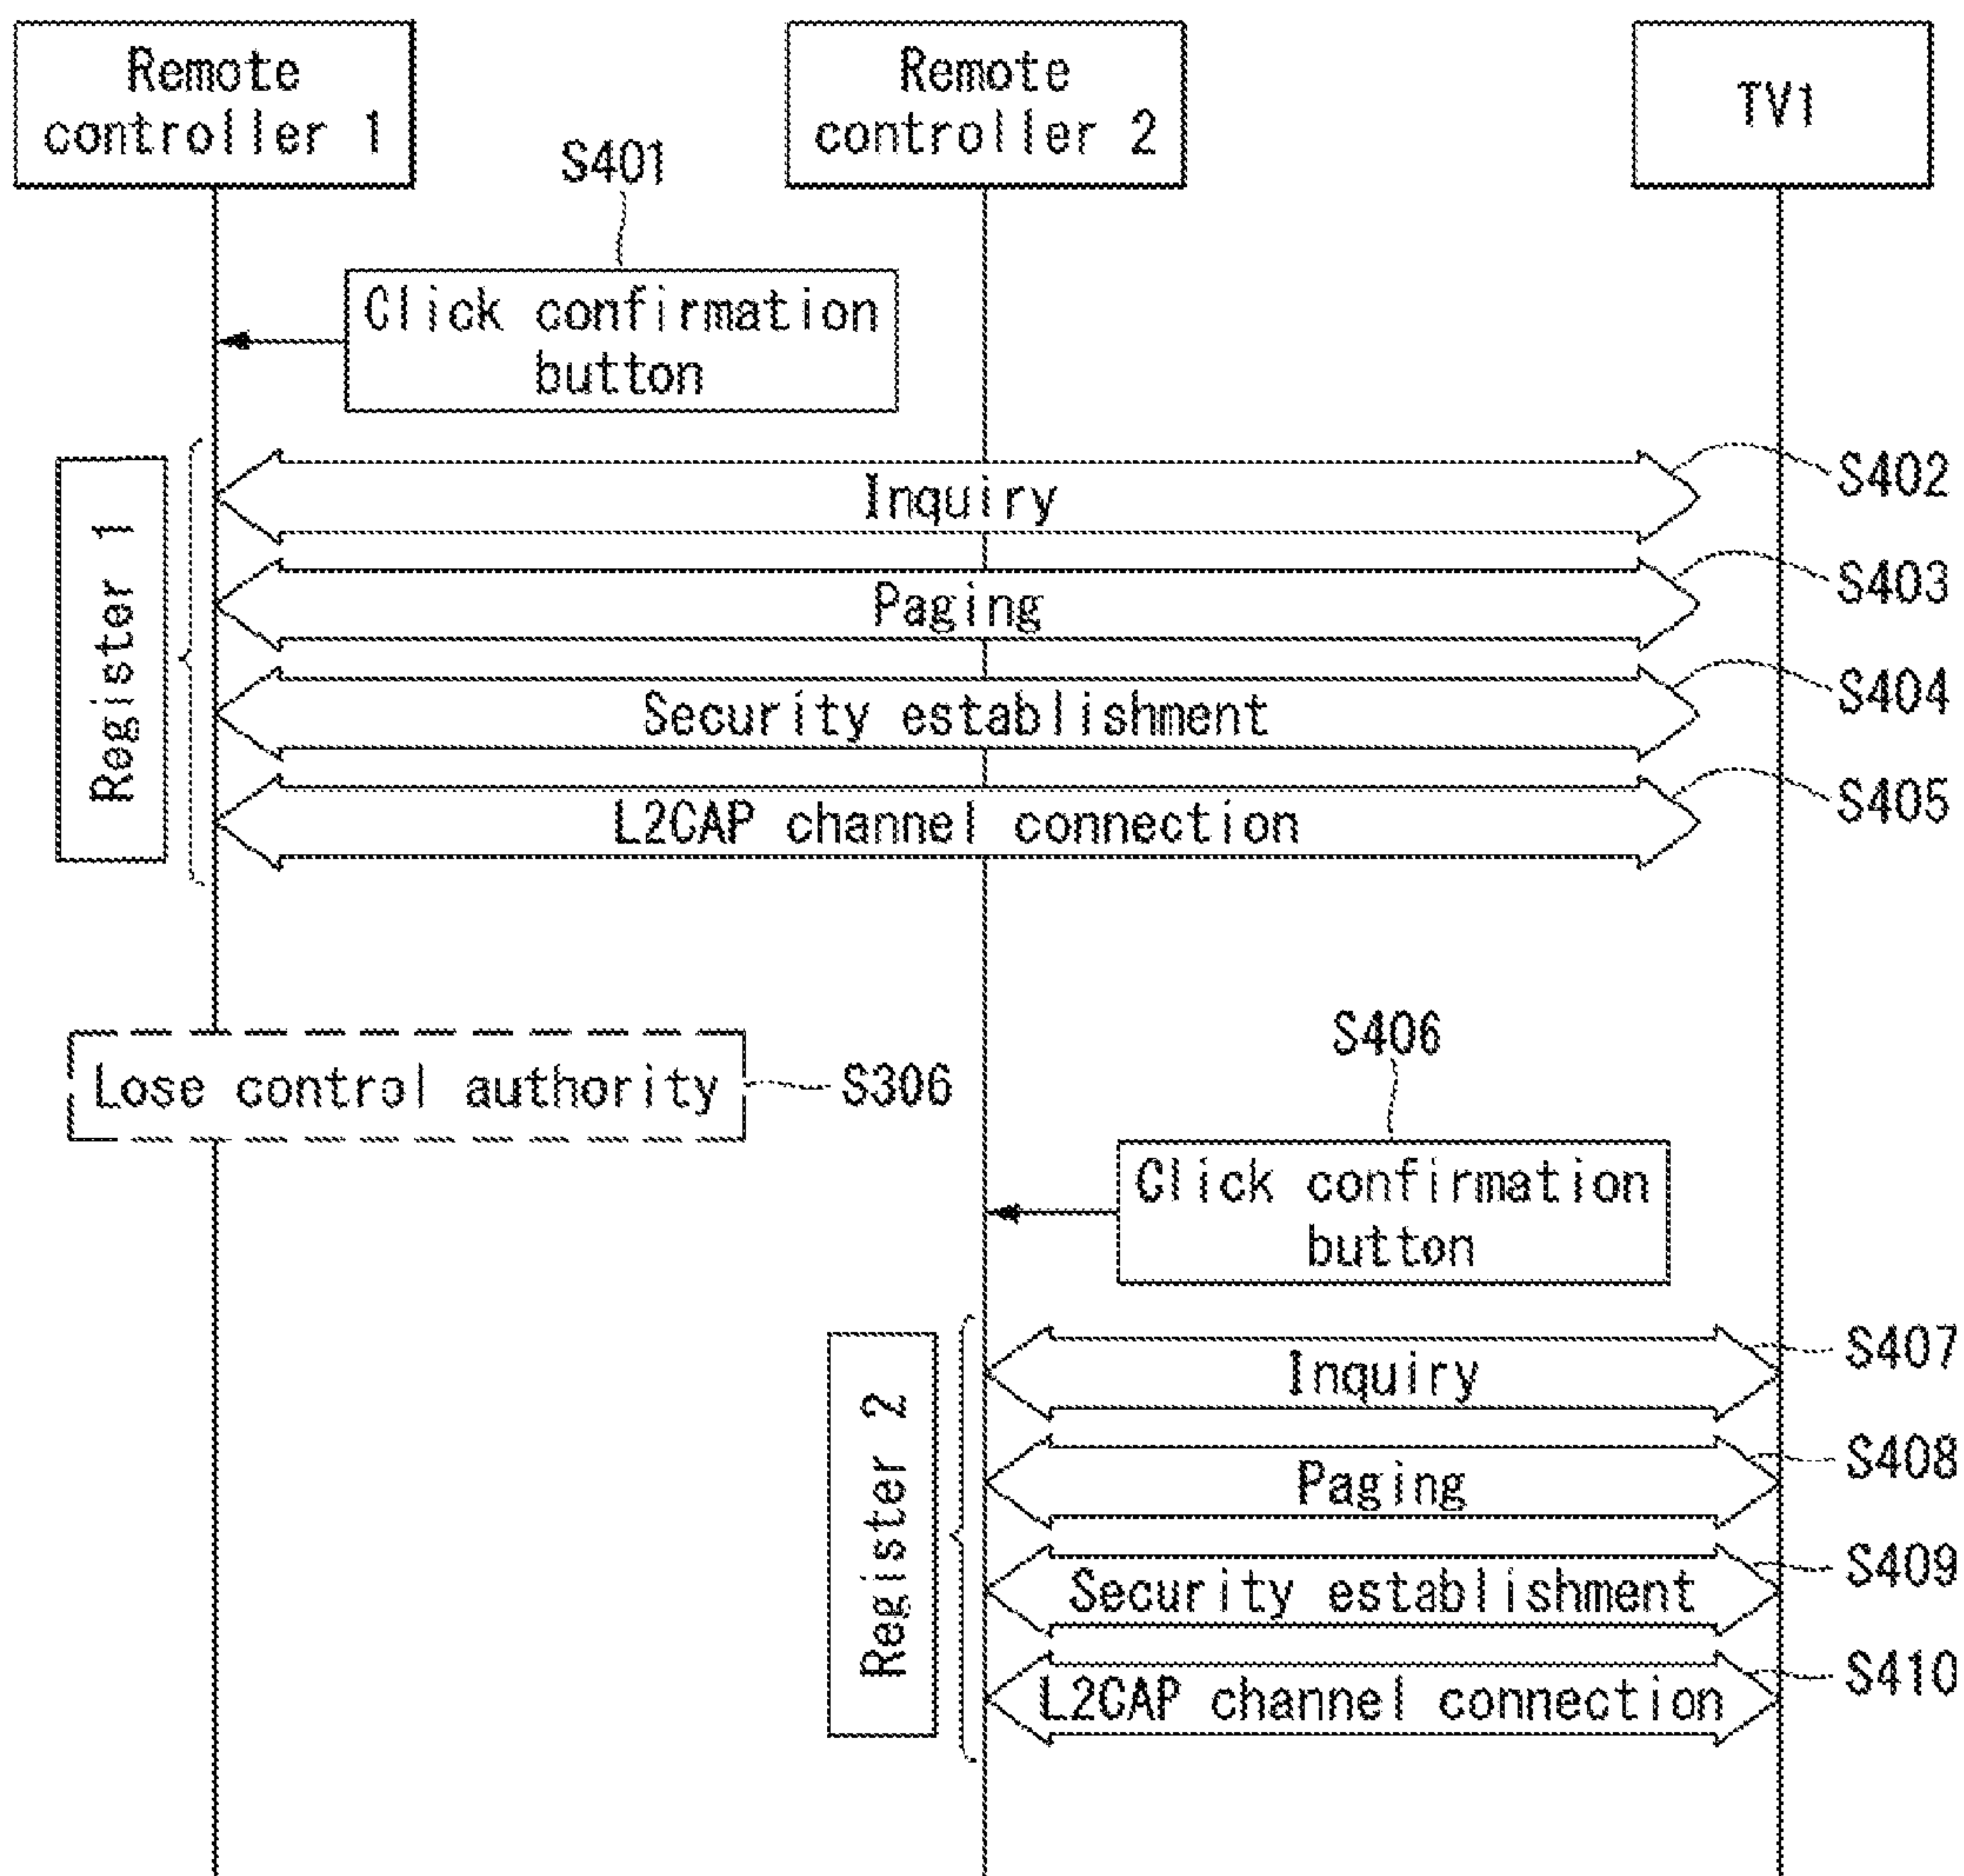 Remote
controller 1
Remote
controller 2
TV1
S401
Click confirmation
button
Register 1
Inquiry
S402
Paging
S403
Security establishment
S404
L2CAP channel connection
S405
Lose control authority
S306
S406
Click confirmation
button
Register 2
Inquiry
S407
Paging
S408
Security establishment
S409
L2CAP channel connection
S410